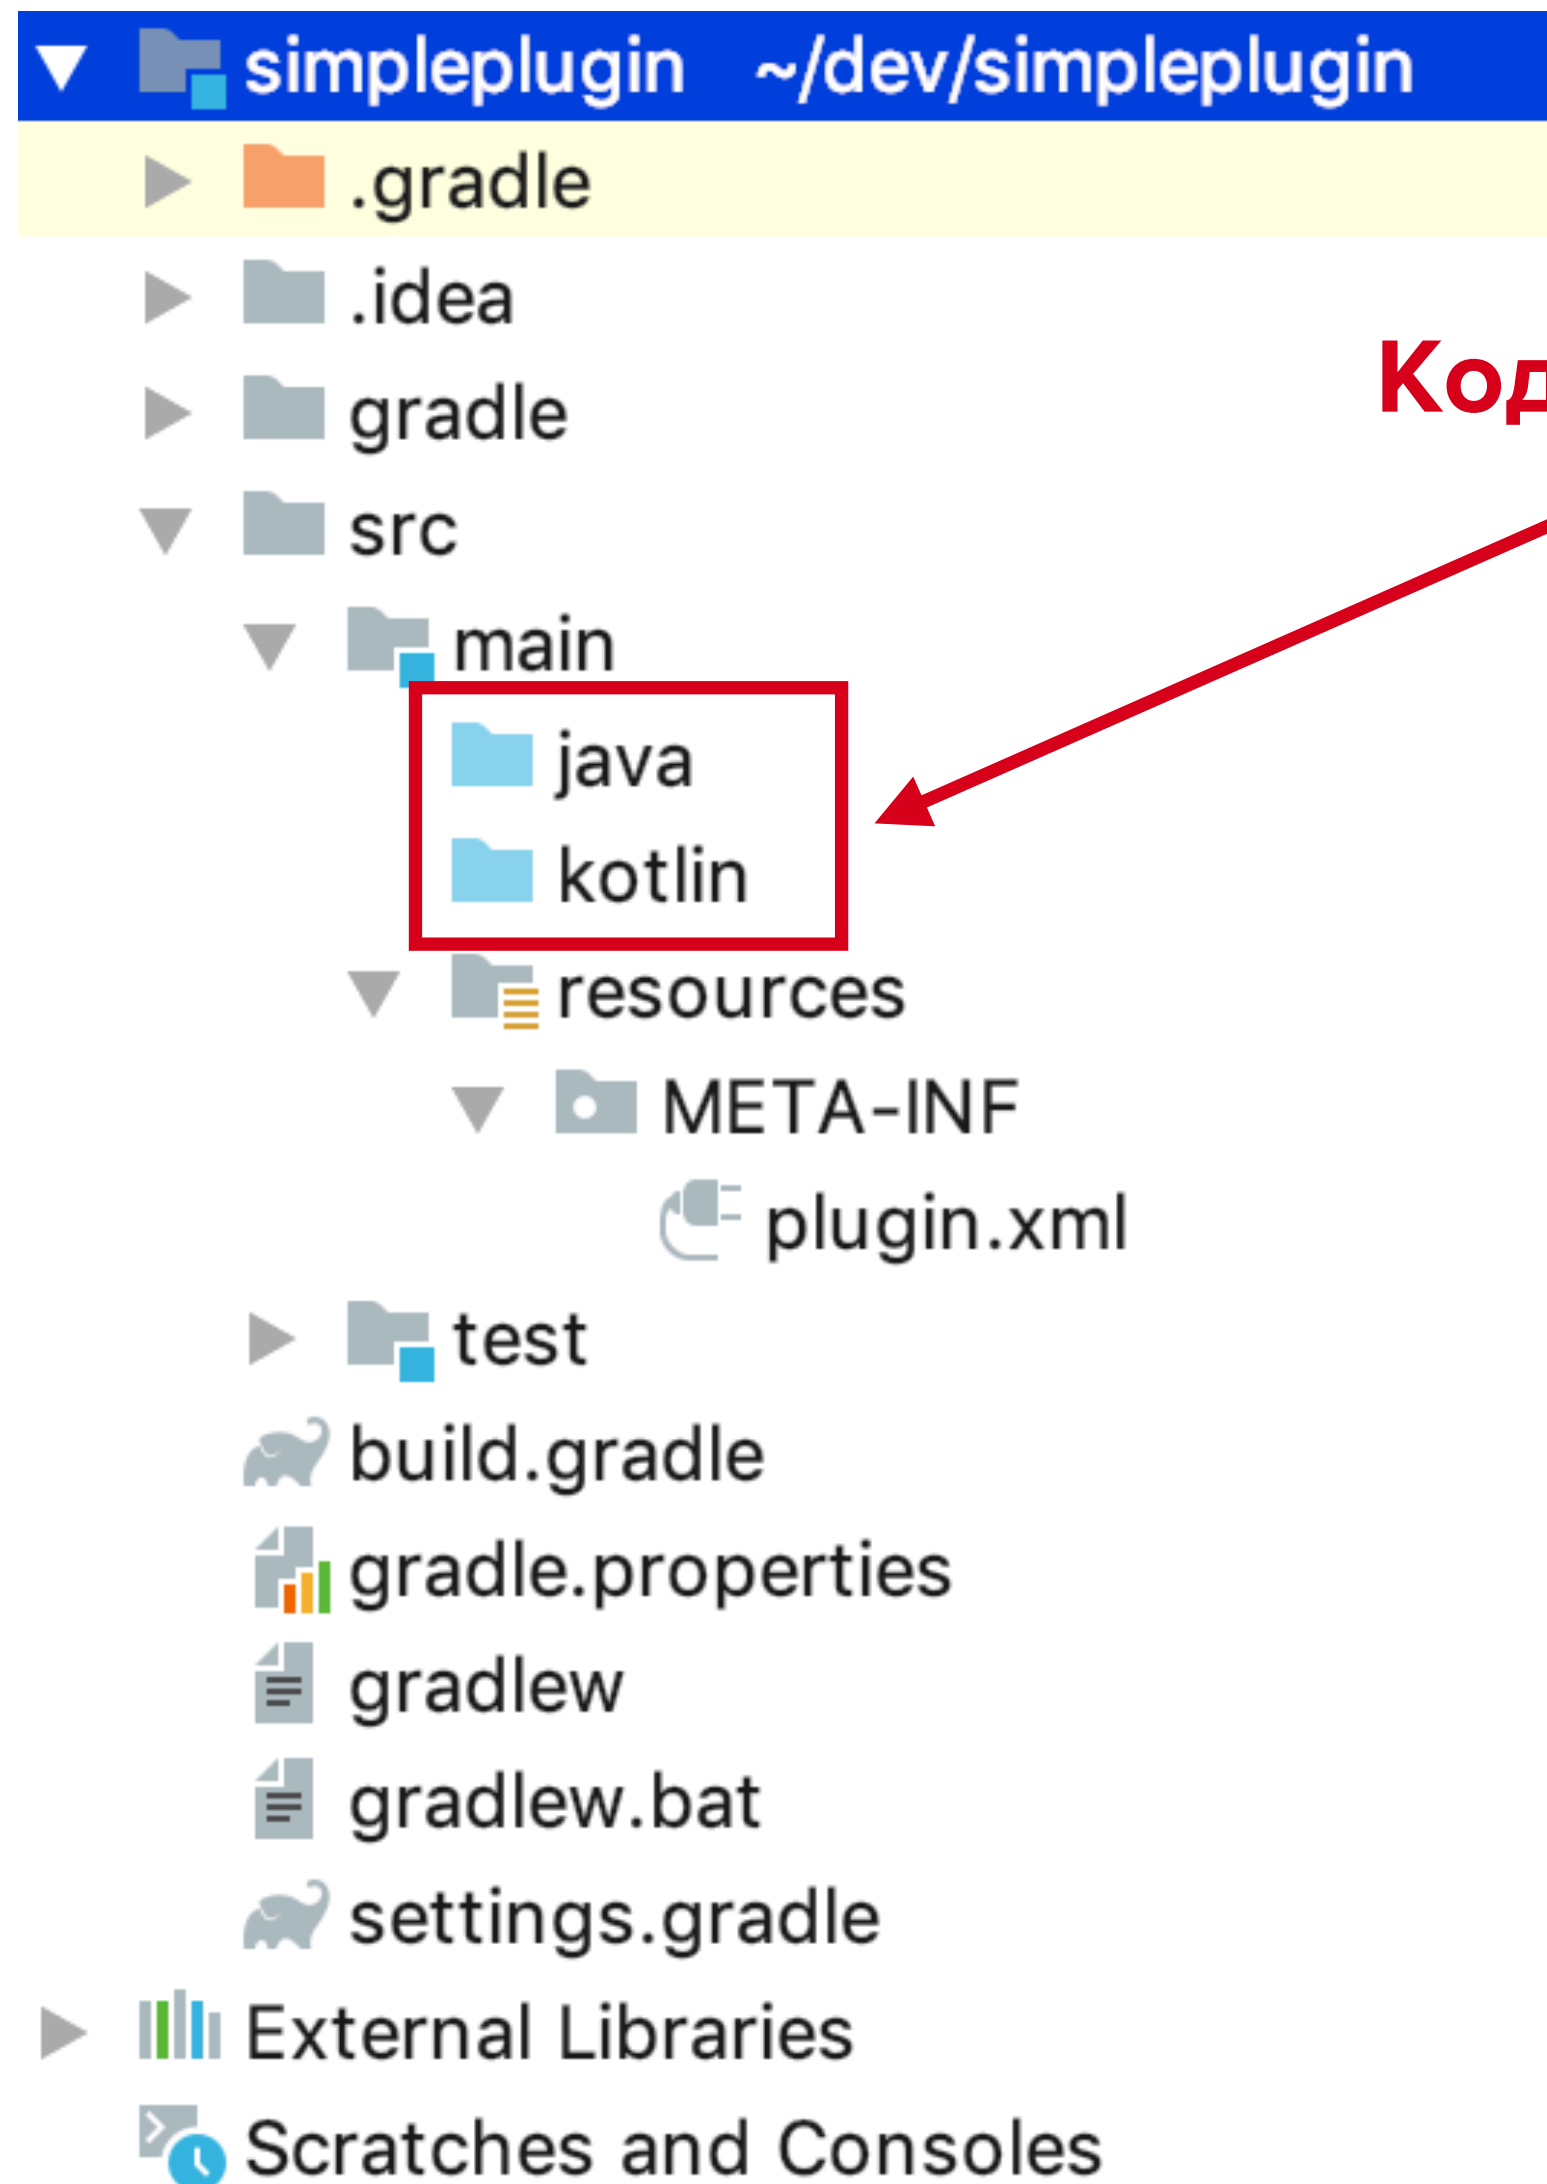 simpleplugin ~/dev/simpleplugin
.gradle
.idea
gradle
Код
src
main
java
kotlin
resources
META-INF
plugin.xml
test
build.gradle
gradle.properties
gradlew
gradlew.bat
settings.gradle
External Libraries
Scratches and Consoles